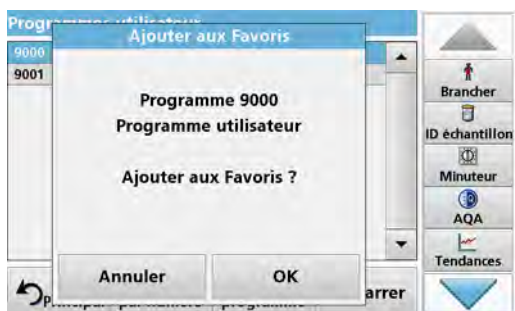 Ajouter aux Favoris
9000
9001
Programme 9000
Programme utilisateur
Ajouter aux Favoris ?
Annuler
OK
Brancher
ID échantillon
Minuteur
AQA
Tendances